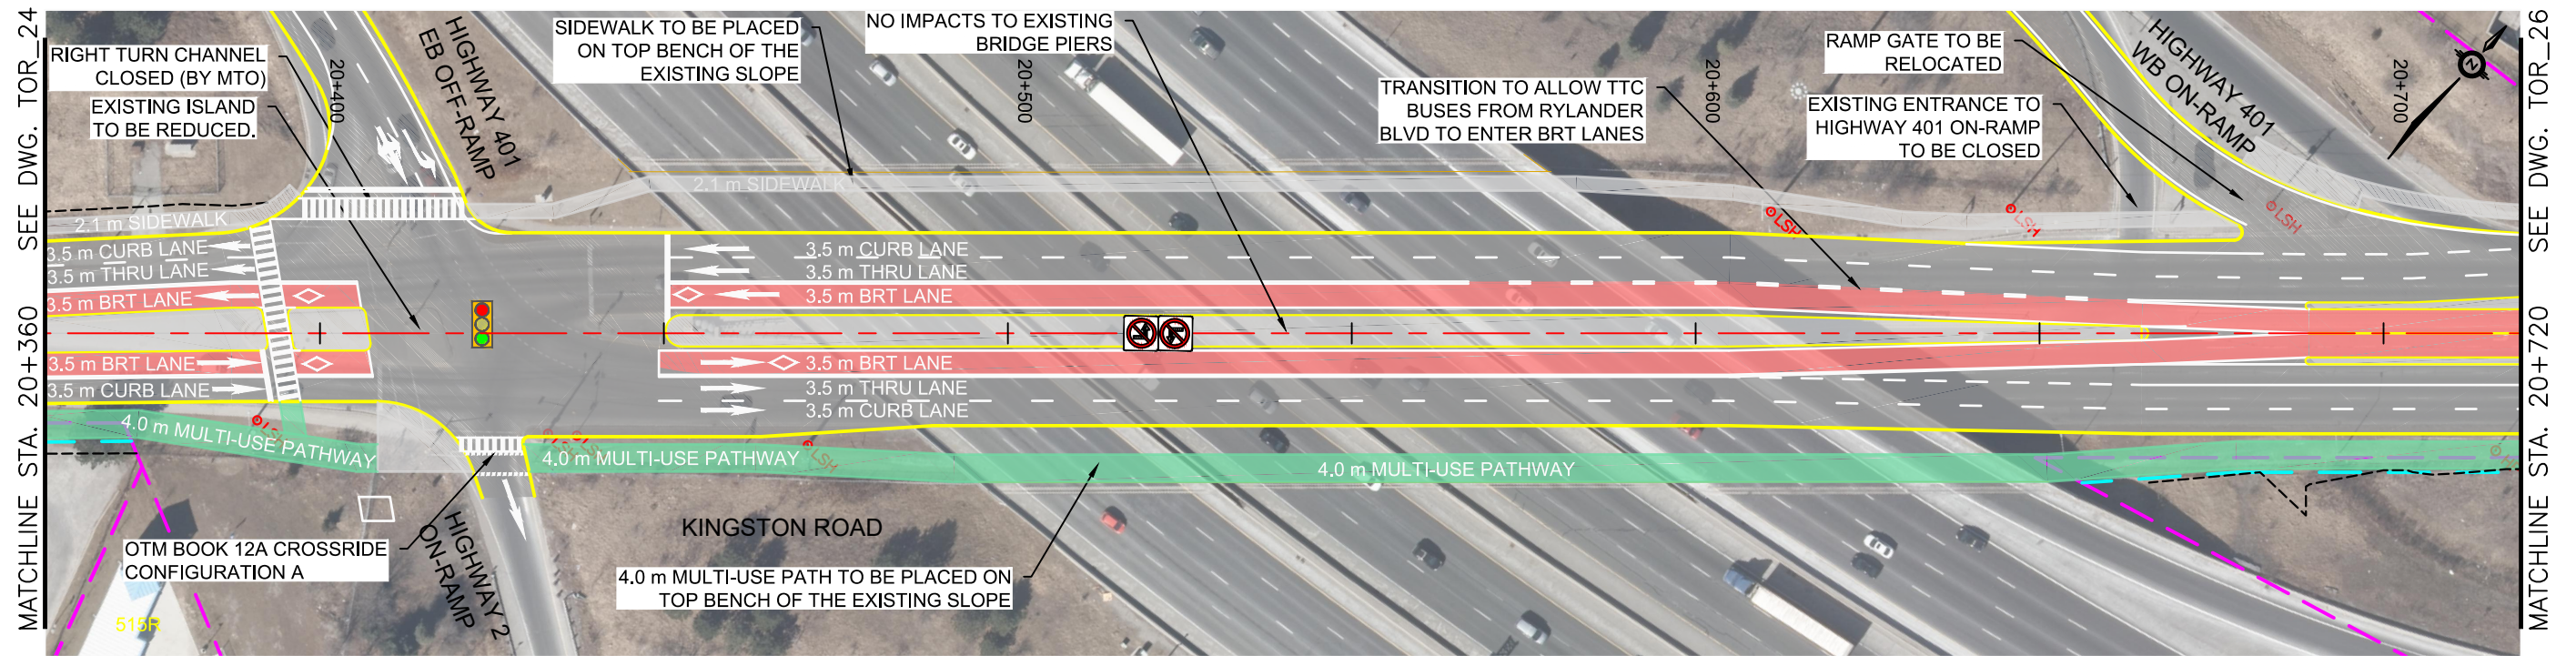 MATCHLINE STA. 20+360 SEE DWG. TOR_24
RIGHT TURN CHANNEL
CLOSED (BY MTO)
EXISTING ISLAND
TO BE REDUCED.
20+400
HIGHWAY 401
EB OFF-RAMP
SIDEWALK TO BE PLACED
ON TOP BENCH OF THE
EXISTING SLOPE
NO IMPACTS TO EXISTING
BRIDGE PIERS
20+500
TRANSITION TO ALLOW TTC
BUSES FROM RYLANDER
BLVD TO ENTER BRT LANES
20+600
RAMP GATE TO BE
RELOCATED
EXISTING ENTRANCE TO
HIGHWAY 401 ON-RAMP
TO BE CLOSED
HIGHWAY 401
WB ON-RAMP
20+700
N
MATCHLINE STA. 20+720 SEE DWG. TOR_26
2.1 m SIDEWALK
2.1 m SIDEWALK
LSH
LSH
LSH
3.5 m CURB LANE
3.5 m THRU LANE
3.5 m BRT LANE
3.5 m CURB LANE
3.5 m THRU LANE
3.5 m BRT LANE
3.5 m BRT LANE
3.5 m CURB LANE
3.5 m BRT LANE
3.5 m THRU LANE
3.5 m CURB LANE
4.0 m MULTI-USE PATHWAY
4.0 m MULTI-USE PATHWAY
LSH
4.0 m MULTI-USE PATHWAY
OTM BOOK 12A CROSSRIDE
CONFIGURATION A
HIGHWAY 2
ON-RAMP
KINGSTON ROAD
4.0 m MULTI-USE PATH TO BE PLACED ON
TOP BENCH OF THE EXISTING SLOPE
515R